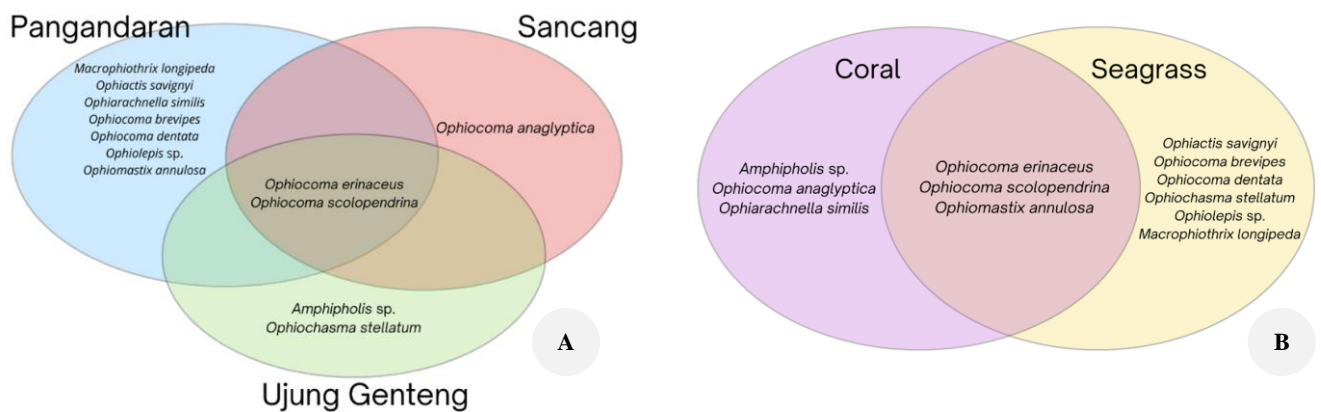 Pangandaran
Sancang
Macrophiothrix longipeda
Ophiactis savignyi
Ophiarachnella similis
Ophiocoma brevipes
Ophiocoma dentata
Ophiolepis sp.
Ophiomastix annulosa
Ophiocoma anaglyptica
Ophiocoma erinaceus
Ophiocoma scolopendrina
Amphipholis sp.
Ophiochasma stellatum
Ujung Genteng
A
Coral
Seagrass
Amphipholis sp.
Ophiocoma anaglyptica
Ophiarachnella similis
Ophiocoma erinaceus
Ophiocoma scolopendrina
Ophiomastix annulosa
Ophiactis savignyi
Ophiocoma brevipes
Ophiocoma dentata
Ophiochasma stellatum
Ophiolepis sp.
Macrophiothrix longipeda
B